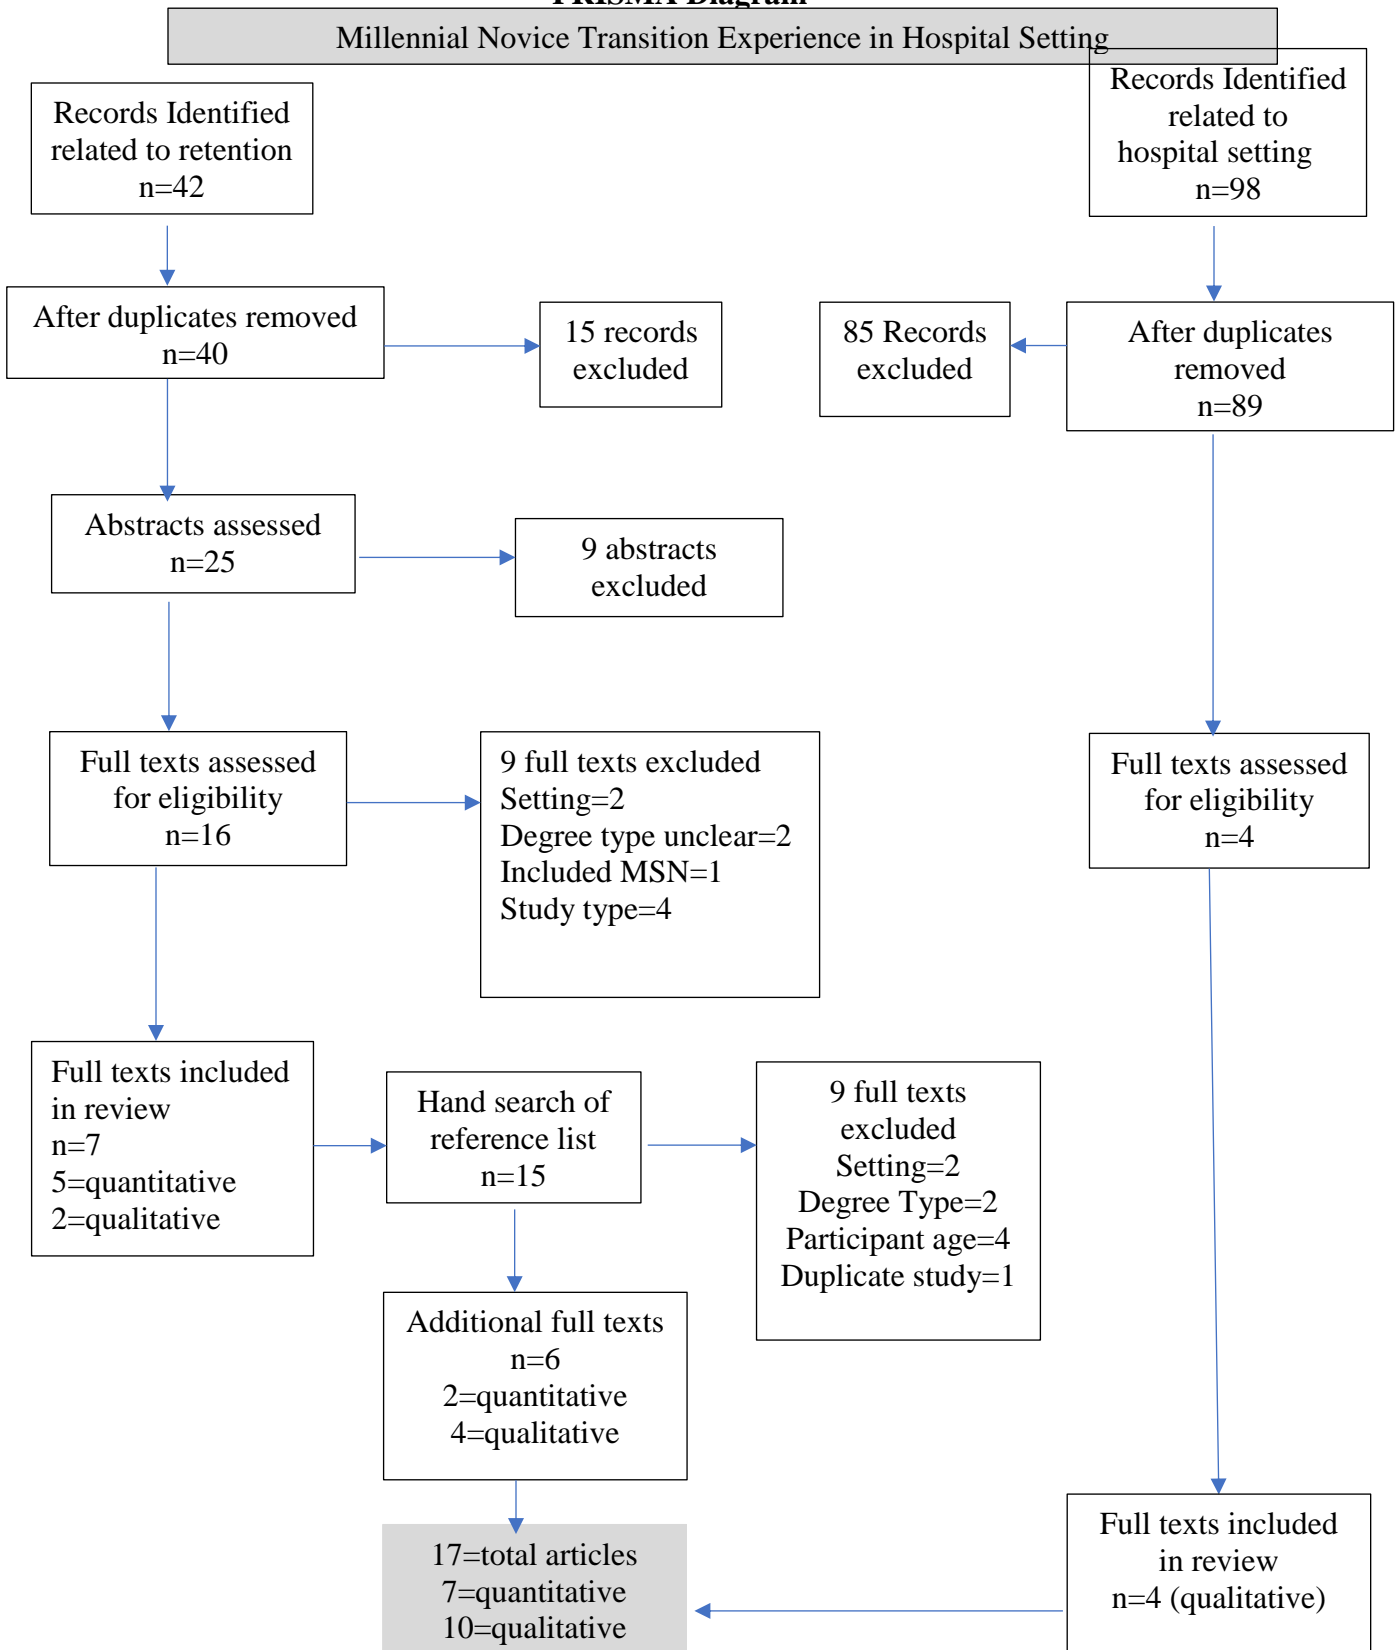 PRISMA Diagram
Millennial Novice Transition Experience in Hospital Setting
Records Identified
related to retention
n=42
Records Identified
related to
hospital setting
n=98
After duplicates removed
n=40
15 records
excluded
85 Records
excluded
After duplicates
removed
n=89
Abstracts assessed
n=25
9 abstracts
excluded
Full texts assessed
for eligibility
n=16
9 full texts excluded
Setting=2
Degree type unclear=2
Included MSN=1
Study type=4
Full texts assessed
for eligibility
n=4
Full texts included
in review
n=7
5=quantitative
2=qualitative
Hand search of
reference list
n=15
9 full texts
excluded
Setting=2
Degree Type=2
Participant age=4
Duplicate study=1
Additional full texts
n=6
2=quantitative
4=qualitative
17=total articles
7=quantitative
10=qualitative
Full texts included
in review
n=4 (qualitative)